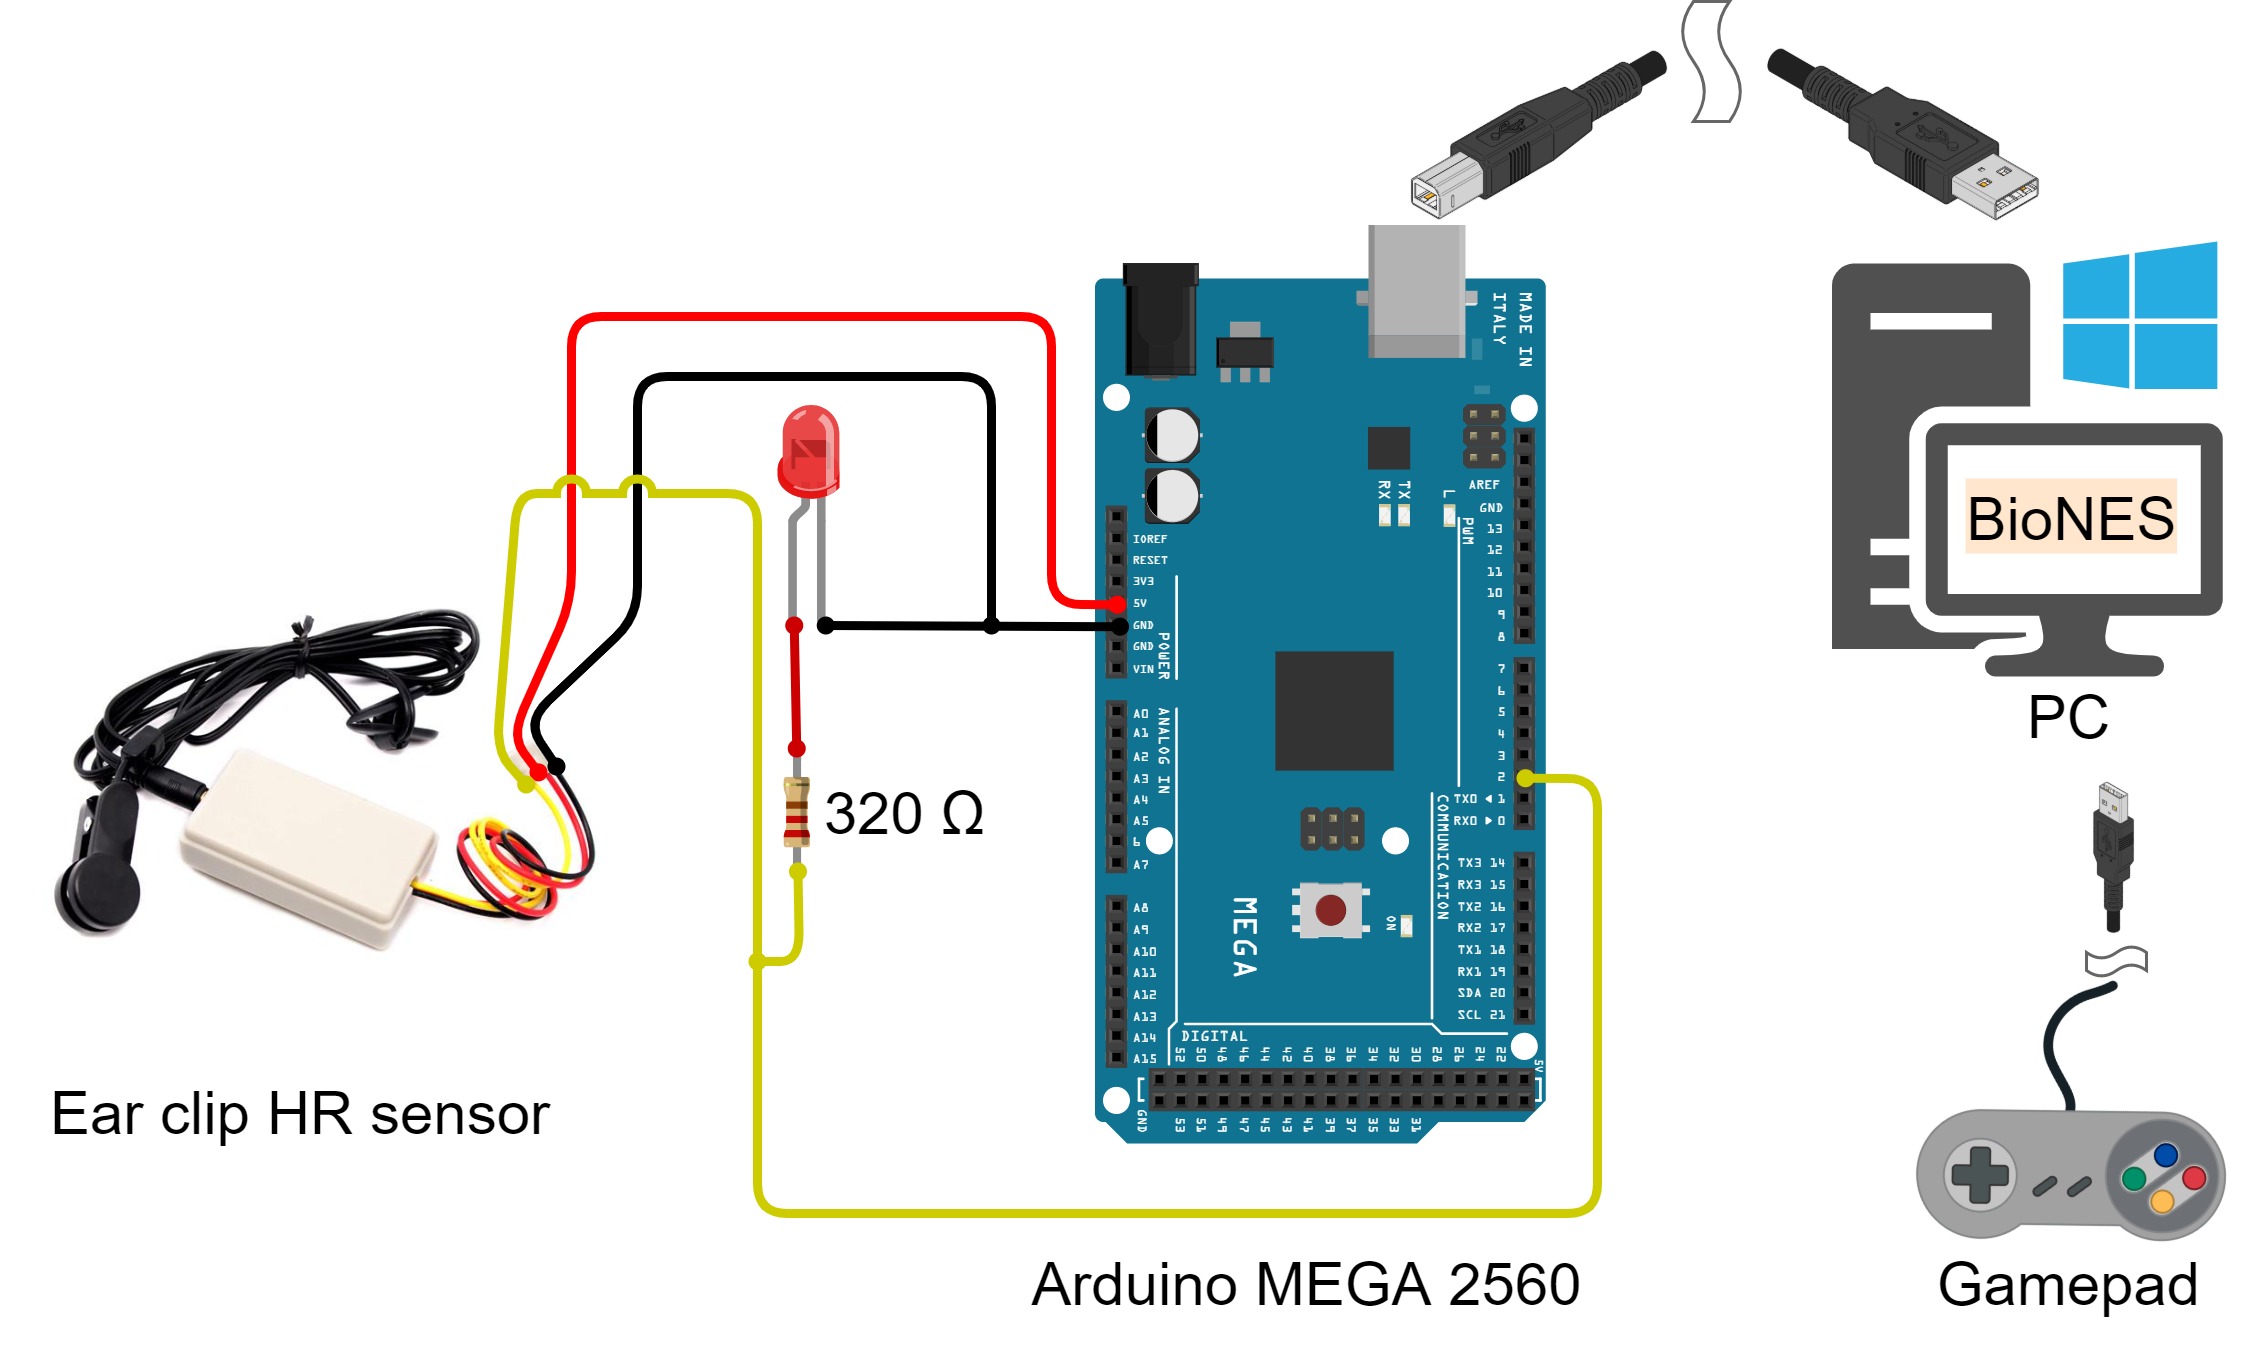 MADE IN
ITALY
AREF
GND
13
12
11
10
9
8
RX
TX
L
PWM
IOREF
RESET
3V3
5V
GND
GND
VIN
POWER
7
6
5
4
3
2
TX0 ◄ 1
RX0 ► 0
A0
A1
A2
A3
A4
A5
6
A7
ANALOG IN
COMMUNICATION
TX3 14
RX3 15
TX2 16
RX2 17
TX1 18
RX1 19
SDA 20
SCL 21
A8
A9
A10
A11
A12
A13
A14
A15
MEGA
ON
DIGITAL
52 50 48 46 44 42 40 38 36 34 32 30 28 26 24 22
5V
GND
53 51 49 47 45 43 41 39 37 35 33 31
320 Ω
BioNES
PC
Ear clip HR sensor
Arduino MEGA 2560
Gamepad